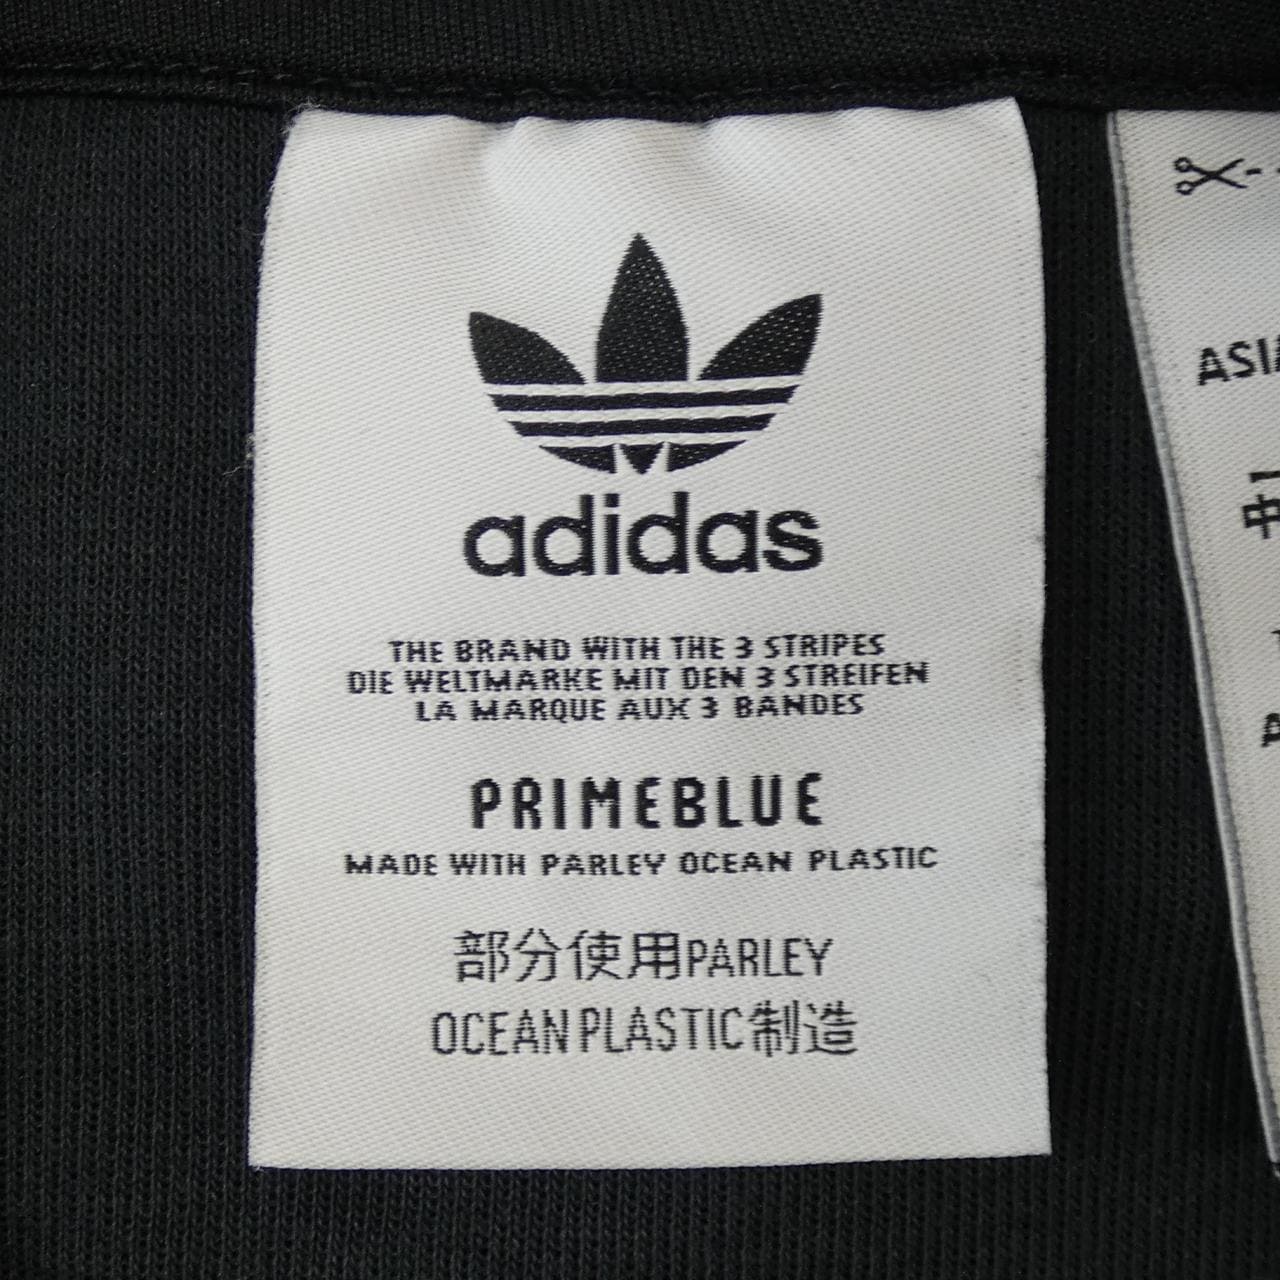 adidas
THE BRAND WITH THE 3 STRIPES
DIE WELTMARKE MIT DEN 3 STREIFEN
LA MARQUE AUX 3 BANDES
PRIMEBLUE
MADE WITH PARLEY OCEAN PLASTIC
部分使用PARLEY
OCEAN PLASTIC制造